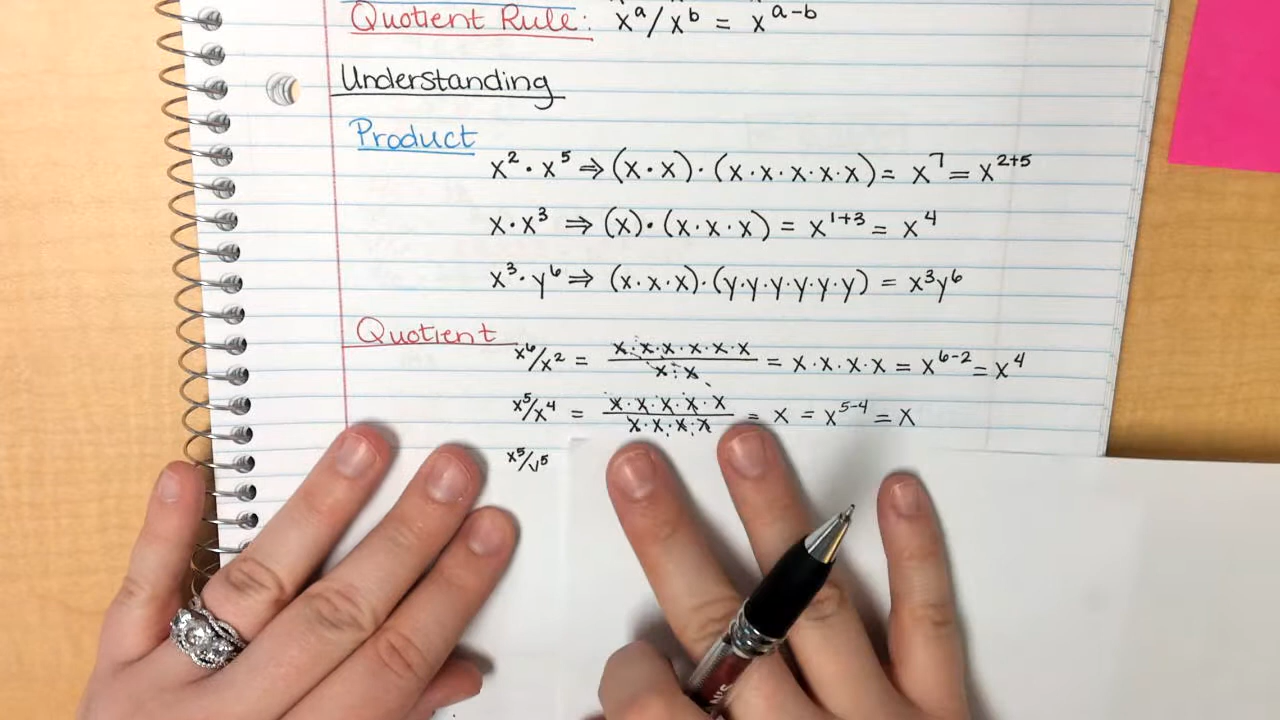 Quotient Rule: xᵃ/xᵇ = xᵃ⁻ᵇ
Understanding
Product
x² · x⁵ ⇒ (x·x)·(x·x·x·x·x) = x⁷ = x²⁺⁵
x·x³ ⇒ (x)·(x·x·x) = x¹⁺³ = x⁴
x³·y⁶ ⇒ (x·x·x)·(y·y·y·y·y·y) = x³y⁶
Quotient
x⁶/x² = x·x·x·x·x·x / x·x = x·x·x·x = x⁶⁻² = x⁴
x⁵/x⁴ = x·x·x·x·x / x·x·x·x = x = x⁵⁻⁴ = x